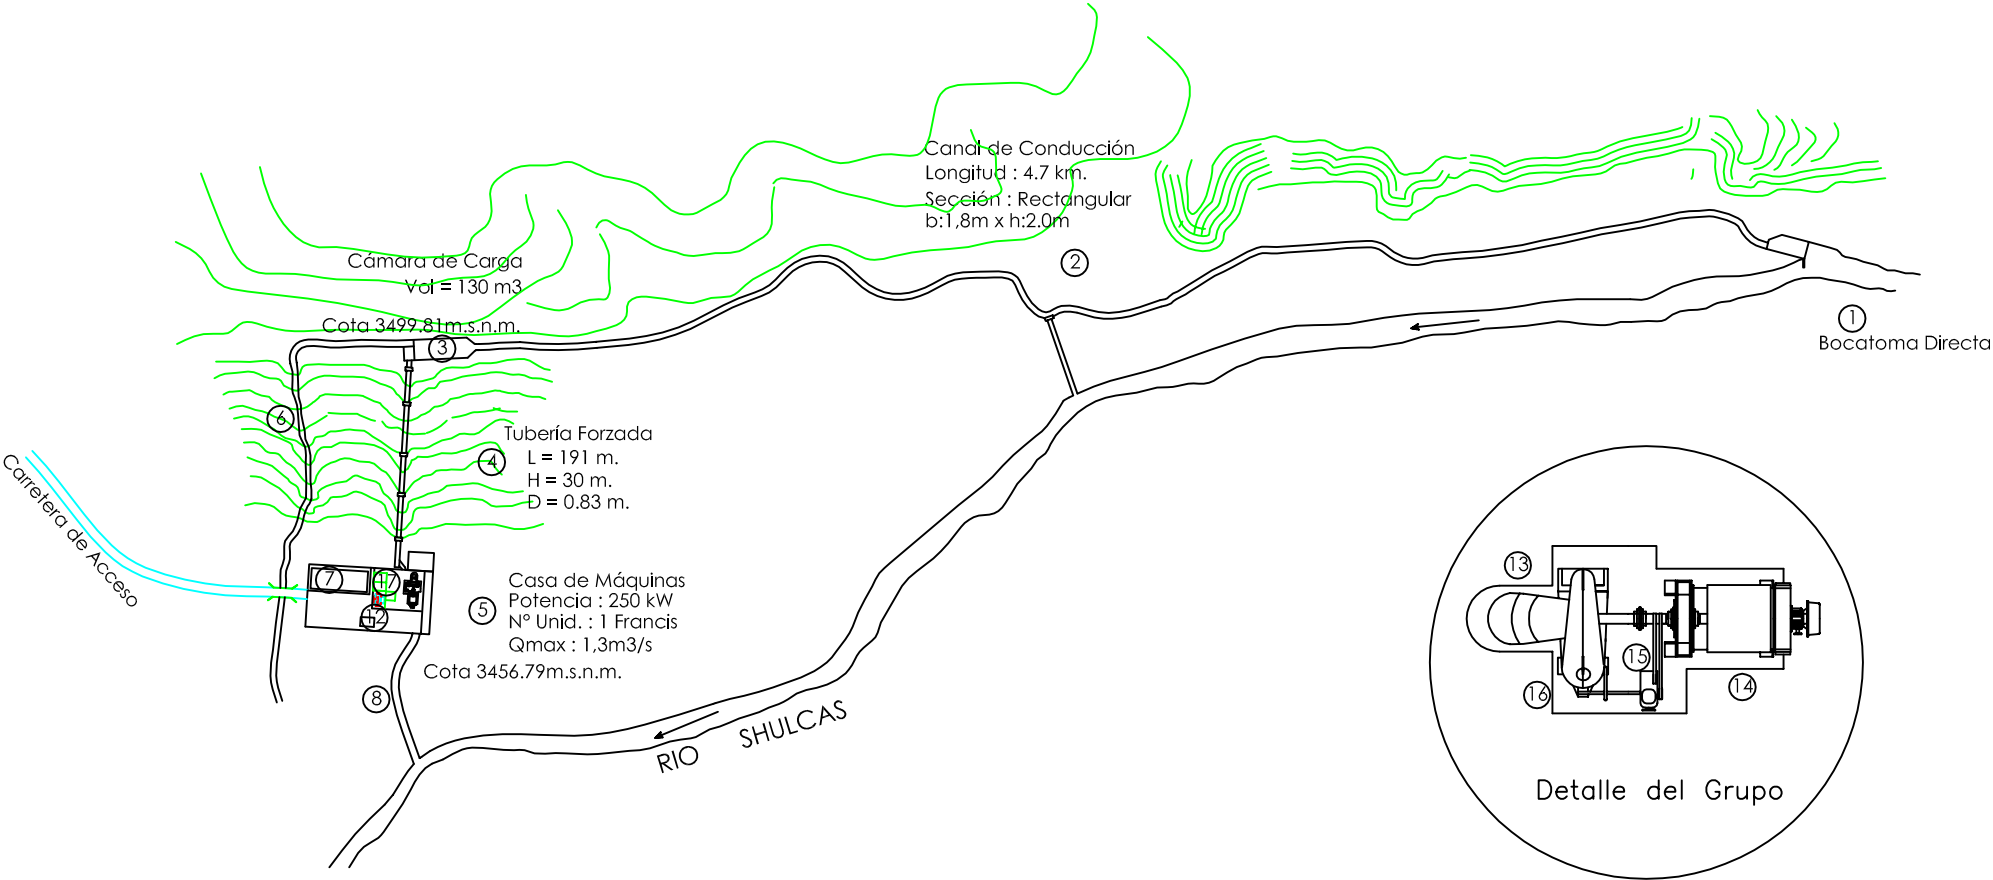 Canal de Conducción
Longitud : 4.7 km.
Sección : Rectangular
b:1,8m x h:2.0m
2
Cámara de Carga
Vol = 130 m3
Cota 3499.81m.s.n.m.
3
1
Bocatoma Directa
6
Tubería Forzada
4
L = 191 m.
H = 30 m.
D = 0.83 m.
Carretera de Acceso
7
17
12
Casa de Máquinas
Potencia : 250 kW
5
N° Unid. : 1 Francis
Qmax : 1,3m3/s
Cota 3456.79m.s.n.m.
8
RIO SHULCAS
13
15
16
14
Detalle del Grupo